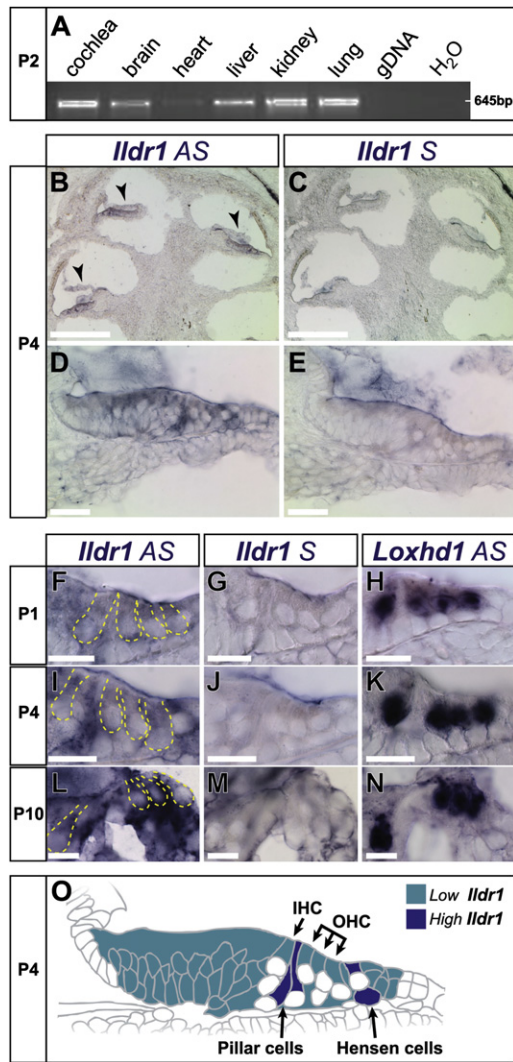 P2
A
cochlea
brain
heart
liver
kidney
lung
gDNA
H₂O
645bp
Ildr1 AS
Ildr1 S
P4
B
C
D
E
Ildr1 AS
Ildr1 S
Loxhd1 AS
P1
F
G
H
P4
I
J
K
P10
L
M
N
P4
O
IHC
OHC
Low Ildr1
High Ildr1
Pillar cells
Hensen cells